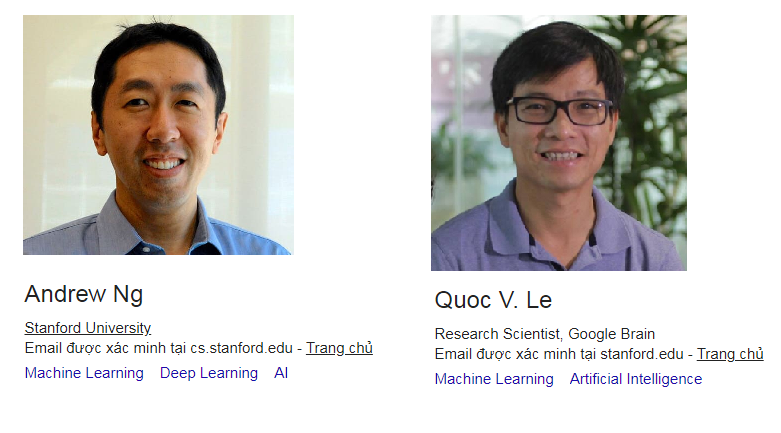 Andrew Ng
Stanford University
Email được xác minh tại cs.stanford.edu - Trang chủ
Machine Learning Deep Learning AI
Quoc V. Le
Research Scientist, Google Brain
Email được xác minh tại stanford.edu - Trang chủ
Machine Learning Artificial Intelligence